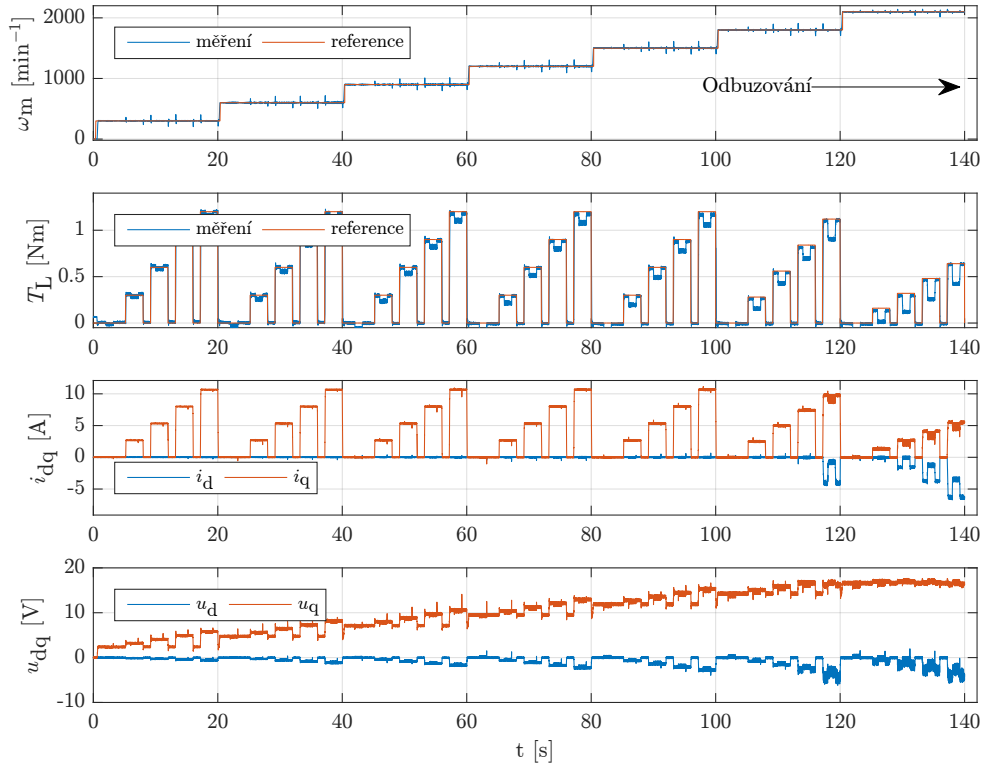 2000
1000
0
ωm [min−1]
měření reference
Odbuzování
0 20 40 60 80 100 120 140
1
0.5
0
TL [Nm]
měření reference
0 20 40 60 80 100 120 140
10
5
0
-5
idq [A]
id iq
0 20 40 60 80 100 120 140
20
10
0
-10
udq [V]
ud uq
0 20 40 60 80 100 120 140
t [s]